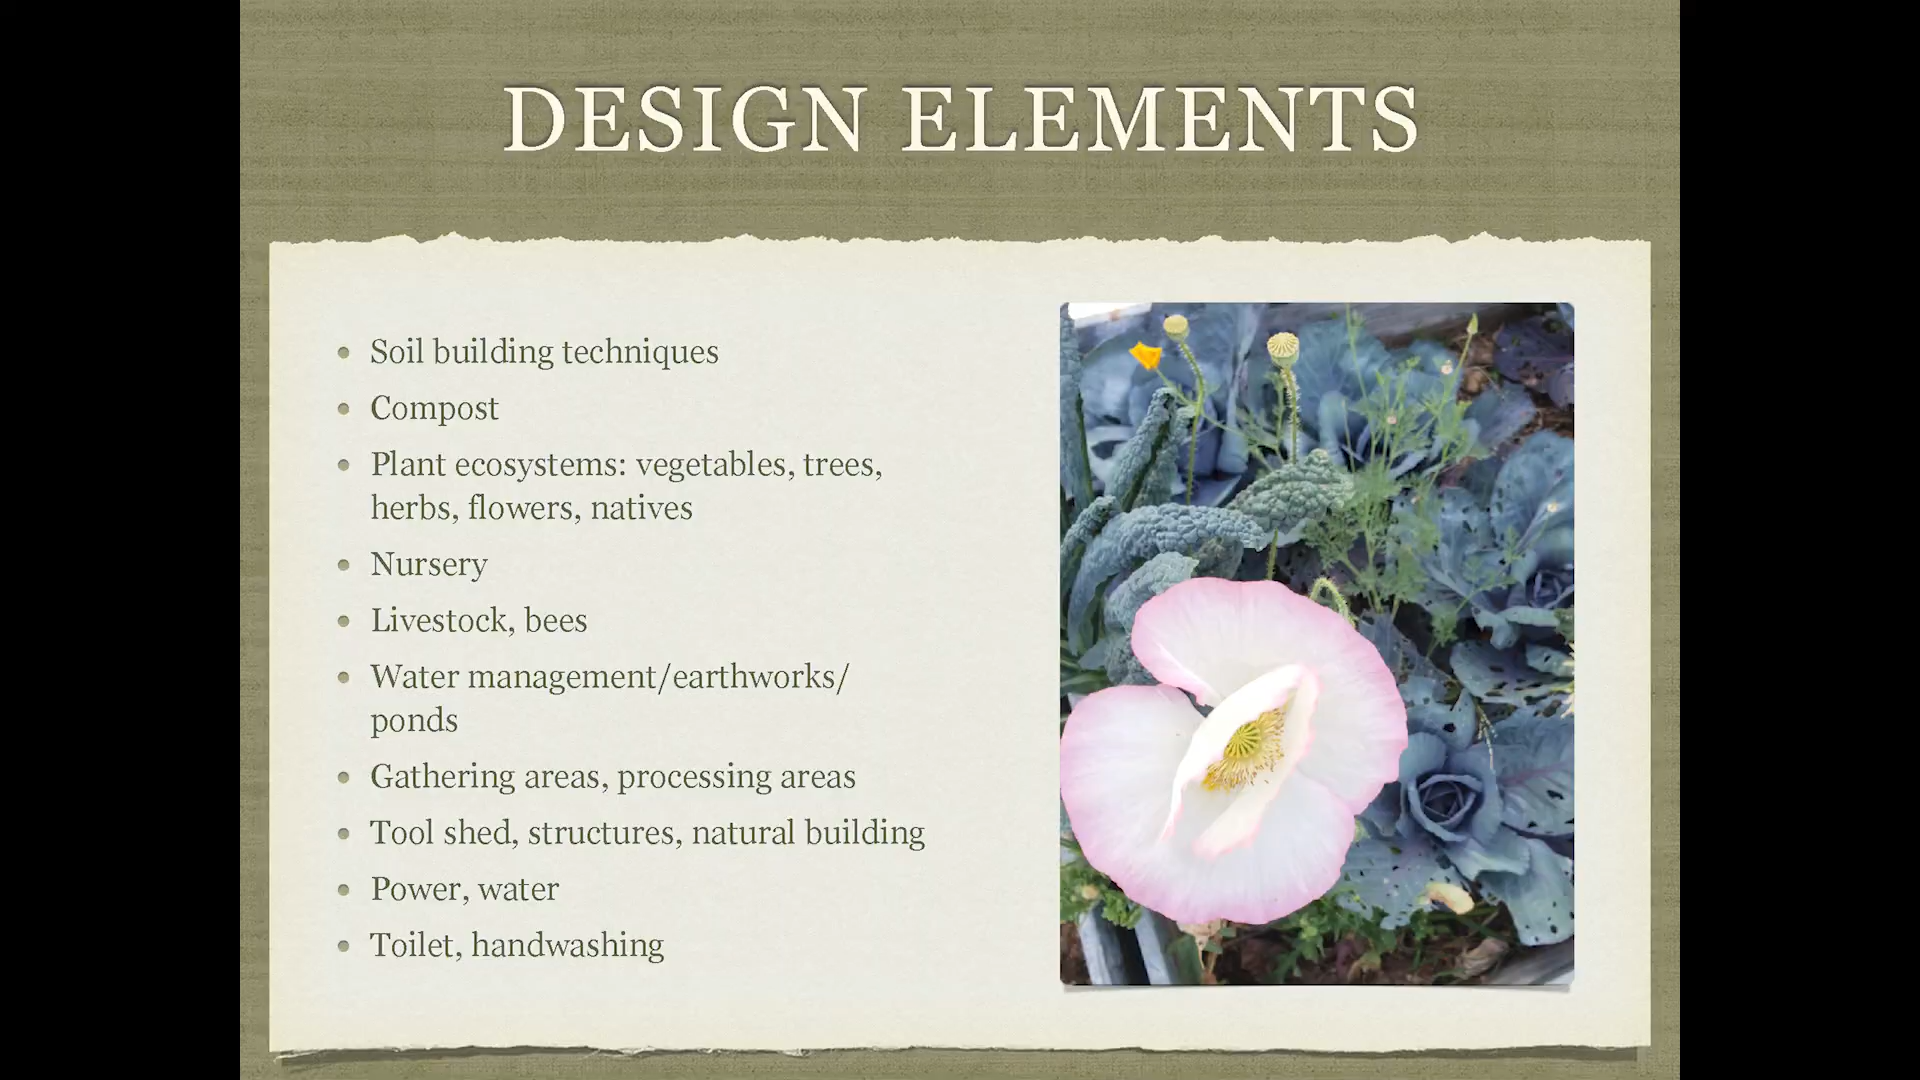 DESIGN ELEMENTS
• Soil building techniques
• Compost
• Plant ecosystems: vegetables, trees,
herbs, flowers, natives
• Nursery
• Livestock, bees
• Water management/earthworks/
ponds
• Gathering areas, processing areas
• Tool shed, structures, natural building
• Power, water
• Toilet, handwashing